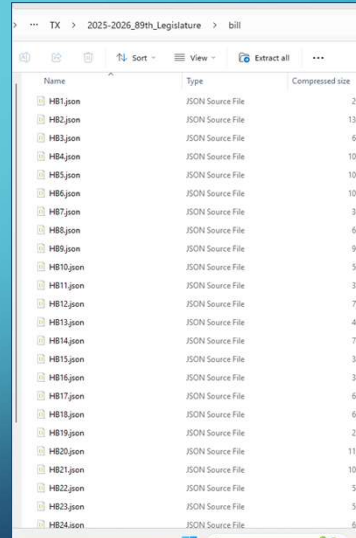 > ··· TX > 2025-2026_89th_Legislature > bill
Sort View Extract all ···
Name Type Compressed size
HB1.json JSON Source File 2
HB2.json JSON Source File 13
HB3.json JSON Source File 6
HB4.json JSON Source File 10
HB5.json JSON Source File 10
HB6.json JSON Source File 10
HB7.json JSON Source File 3
HB8.json JSON Source File 6
HB9.json JSON Source File 9
HB10.json JSON Source File 5
HB11.json JSON Source File 3
HB12.json JSON Source File 7
HB13.json JSON Source File 4
HB14.json JSON Source File 7
HB15.json JSON Source File 3
HB16.json JSON Source File 3
HB17.json JSON Source File 6
HB18.json JSON Source File 6
HB19.json JSON Source File 2
HB20.json JSON Source File 11
HB21.json JSON Source File 10
HB22.json JSON Source File 5
HB23.json JSON Source File 5
HB24.json JSON Source File 6